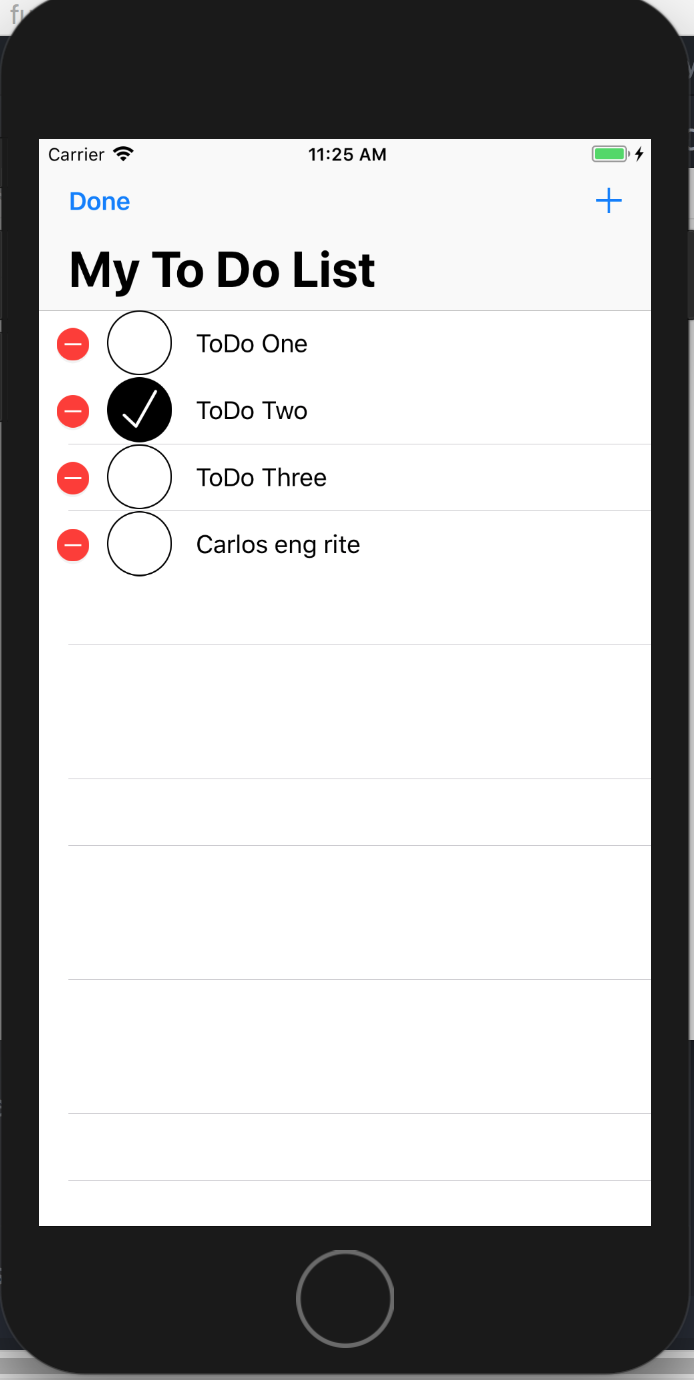 Carrier
11:25 AM
Done
My To Do List
ToDo One
ToDo Two
ToDo Three
Carlos eng rite